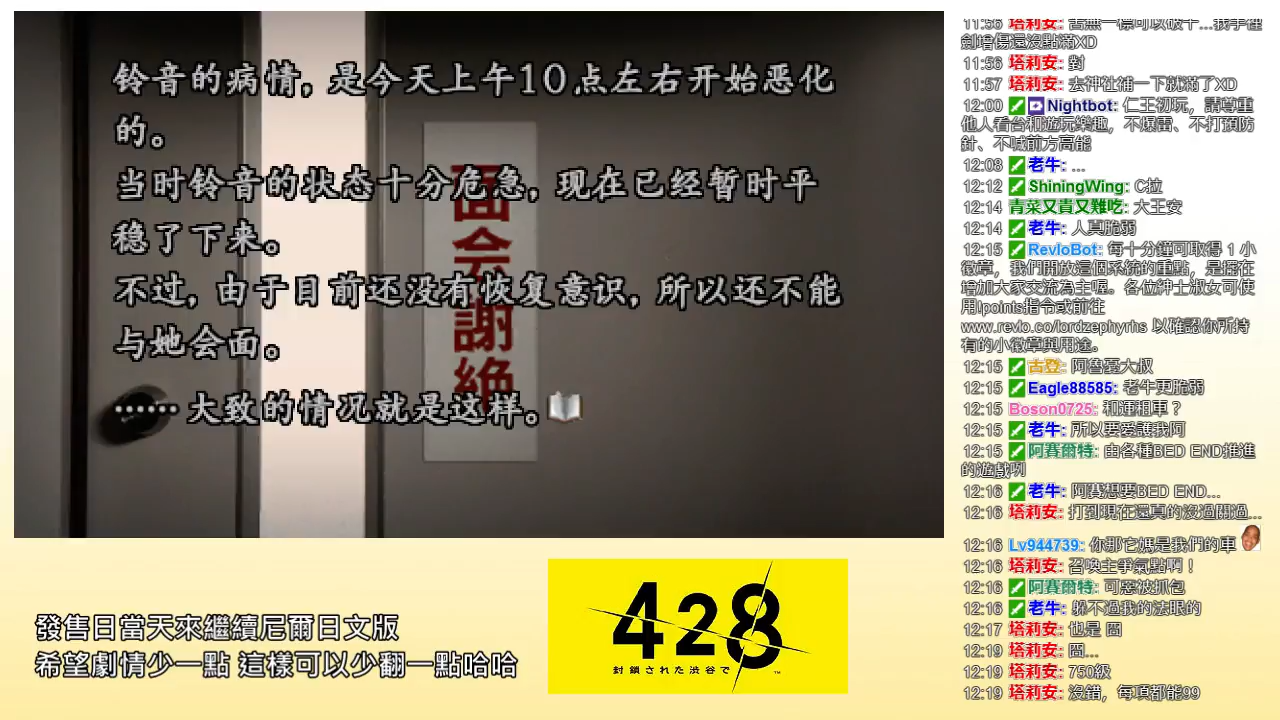 铃音的病情，是今天上午10点左右开始恶化
的。
当时铃音的状态十分危急，现在已经暂时平
稳了下来。
不过，由于目前还没有恢复意识，所以还不能
与她会面。
……大致的情况就是这样。
面会謝絶
發售日當天來繼續尼爾日文版
希望劇情少一點 這樣可以少翻一點哈哈
428
封鎖された渋谷で
劍增傷還沒點滿XD
11:56 塔莉安: 對
11:57 塔莉安: 去神社補一下就滿了XD
12:00 Nightbot: 仁王初玩，請尊重
他人看台和遊玩樂趣，不爆雷、不打預防
針、不喊前方高能
12:08 老牛: ...
12:12 ShiningWing: C拉
12:14 青菜又貴又難吃: 大王安
12:14 老牛: 人真脆弱
12:15 RevloBot: 每十分鐘可取得 1 小
徽章，我們開放這個系統的重點，是擺在
增加大家交流為主喔。各位紳士淑女可使
用!points指令或前往
www.revlo.co/lordzephyrhs 以確認你所持
有的小徽章與用途。
12:15 古登: 阿魯憂大叔
12:15 Eagle88585: 老牛更脆弱
12:15 Boson0725: 和運租車？
12:15 老牛: 所以要愛護我阿
12:15 阿賽爾特: 由各種BED END推進
的遊戲咧
12:16 老牛: 阿賽想要BED END...
12:16 塔莉安: 打到現在還真的沒過關過...
12:16 Lv944739: 你那它媽是我們的車
12:16 塔莉安: 召喚主爭氣點啊！
12:16 阿賽爾特: 可惡被抓包
12:16 老牛: 躲不過我的法眼的
12:17 塔莉安: 也是 囧
12:19 塔莉安: 囧...
12:19 塔莉安: 750級
12:19 塔莉安: 沒錯，每項都能99